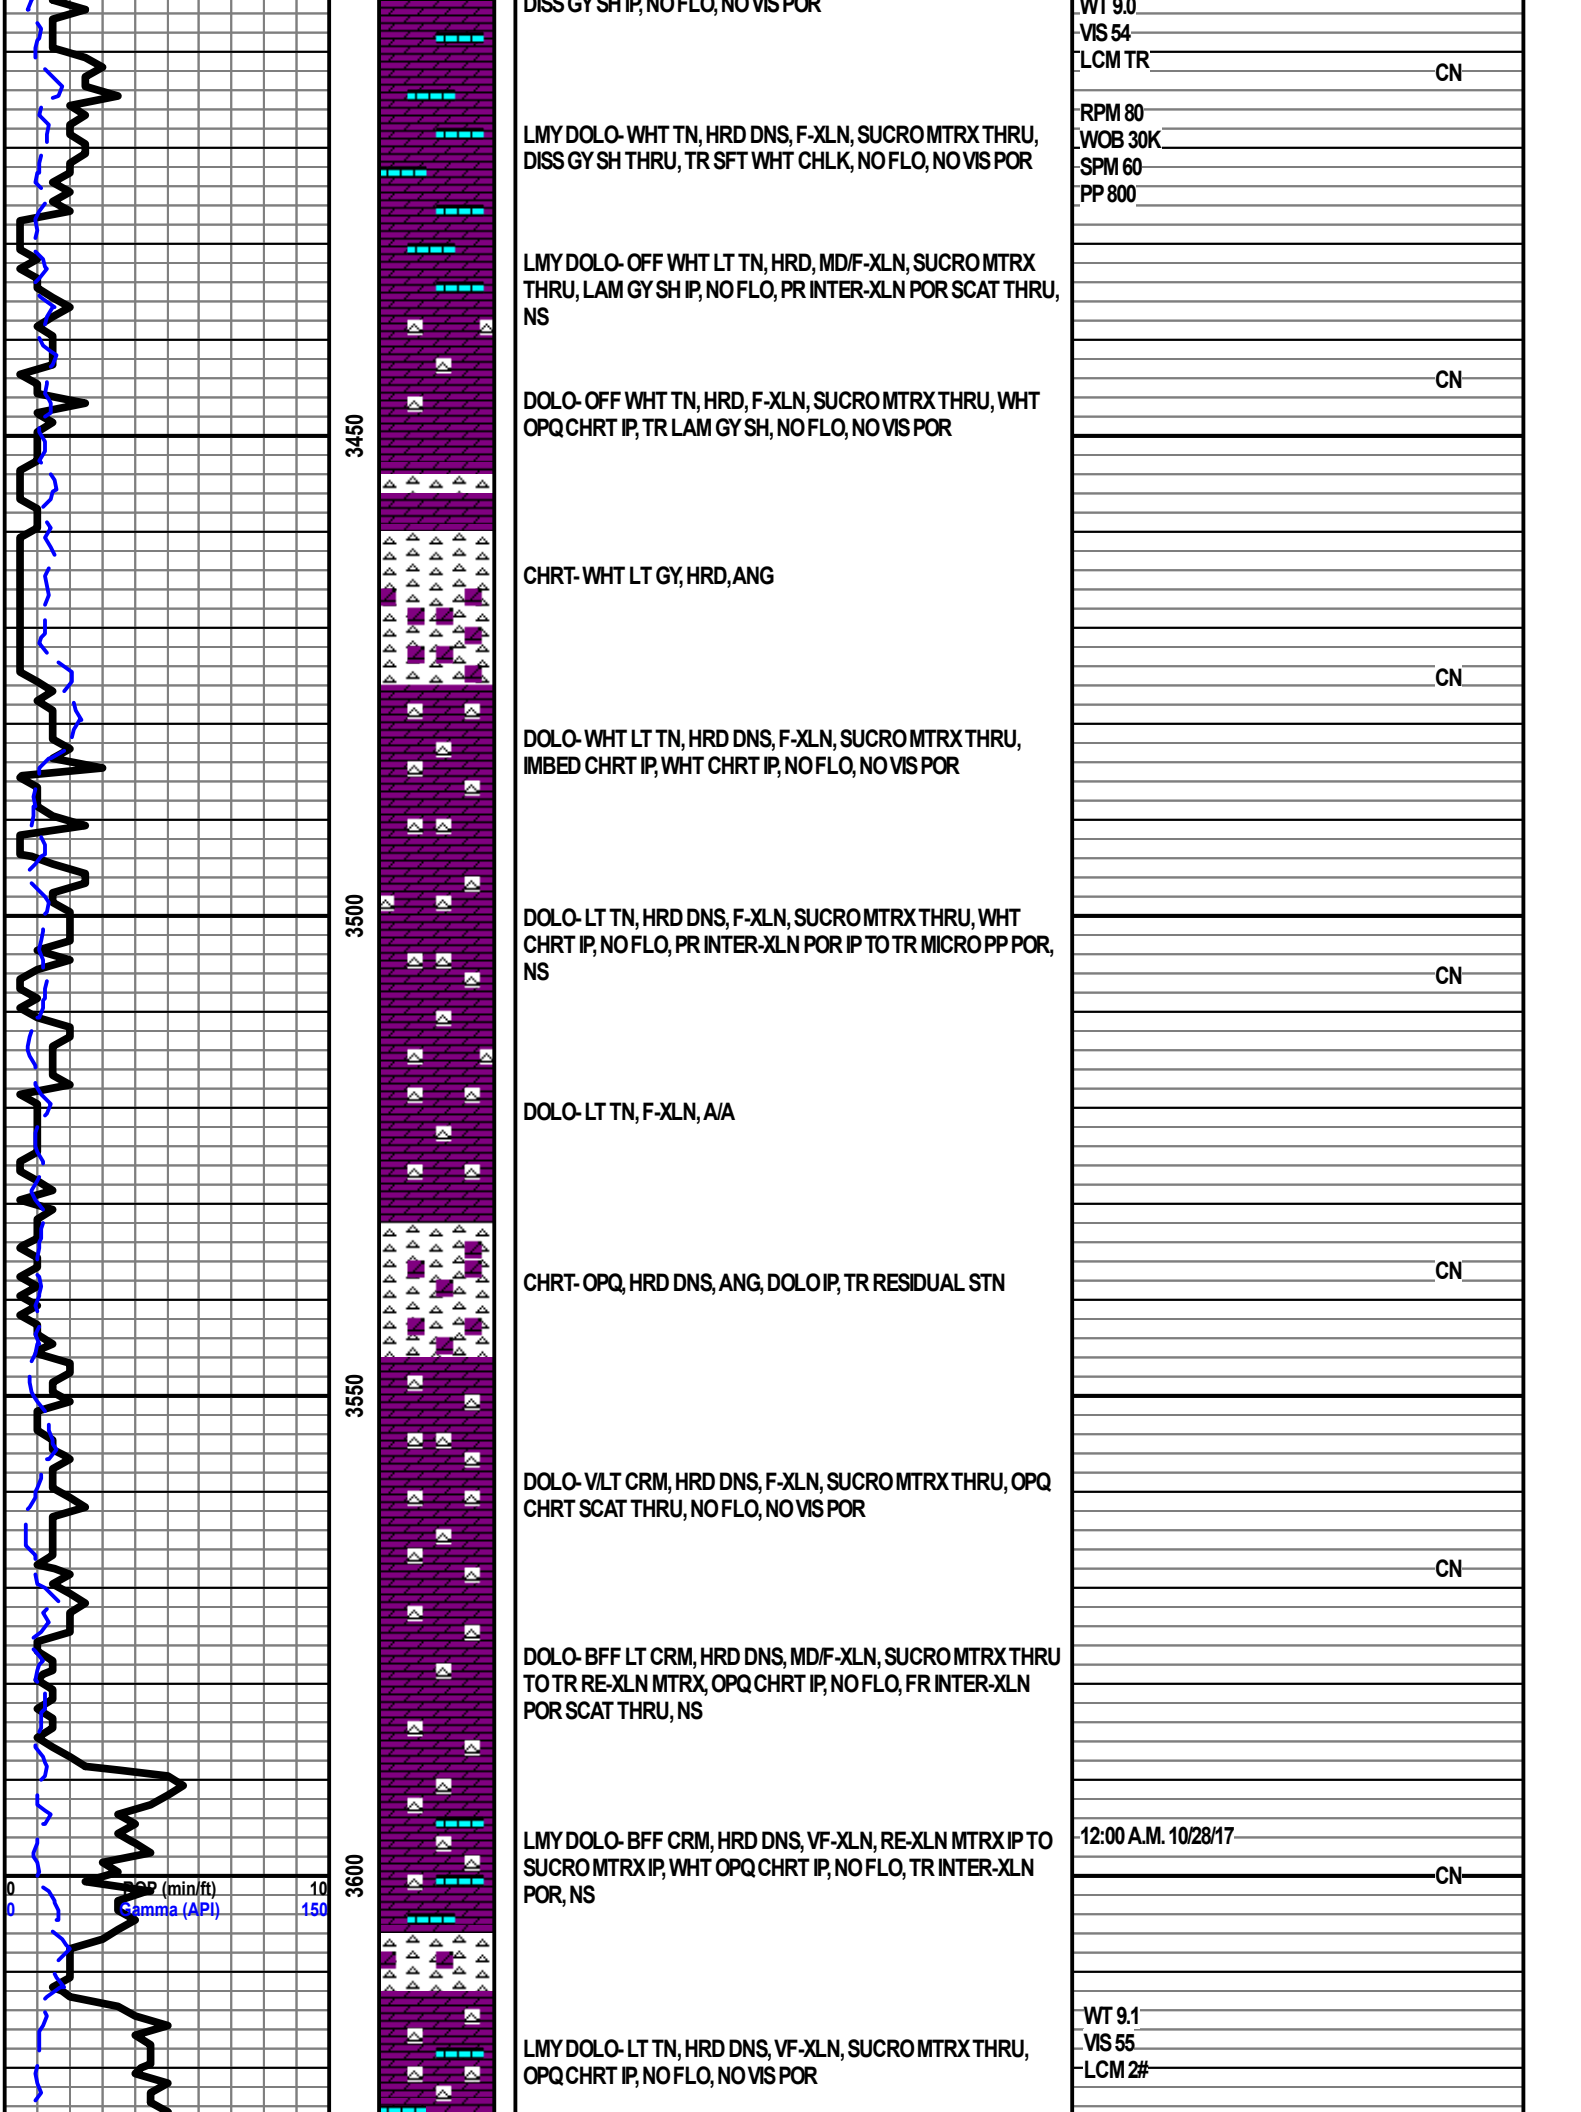 DISS GY SH IP, NO FLO, NO VIS POR
WT 9.0
VIS 54
LCM TR
CN
RPM 80
WOB 30K
SPM 60
PP 800
LMY DOLO- WHT TN, HRD DNS, F-XLN, SUCRO MTRX THRU,
DISS GY SH THRU, TR SFT WHT CHLK, NO FLO, NO VIS POR
LMY DOLO- OFF WHT LT TN, HRD, MD/F-XLN, SUCRO MTRX
THRU, LAM GY SH IP, NO FLO, PR INTER-XLN POR SCAT THRU,
NS
CN
DOLO- OFF WHT TN, HRD, F-XLN, SUCRO MTRX THRU, WHT
OPQ CHRT IP, TR LAM GY SH, NO FLO, NO VIS POR
3450
CHRT- WHT LT GY, HRD, ANG
CN
DOLO- WHT LT TN, HRD DNS, F-XLN, SUCRO MTRX THRU,
IMBED CHRT IP, WHT CHRT IP, NO FLO, NO VIS POR
3500
DOLO- LT TN, HRD DNS, F-XLN, SUCRO MTRX THRU, WHT
CHRT IP, NO FLO, PR INTER-XLN POR IP TO TR MICRO PP POR,
NS
CN
DOLO- LT TN, F-XLN, A/A
CN
CHRT- OPQ, HRD DNS, ANG, DOLO IP, TR RESIDUAL STN
3550
DOLO- V/LT CRM, HRD DNS, F-XLN, SUCRO MTRX THRU, OPQ
CHRT SCAT THRU, NO FLO, NO VIS POR
CN
DOLO- BFF LT CRM, HRD DNS, MD/F-XLN, SUCRO MTRX THRU
TO TR RE-XLN MTRX, OPQ CHRT IP, NO FLO, FR INTER-XLN
POR SCAT THRU, NS
12:00 A.M. 10/28/17
LMY DOLO- BFF CRM, HRD DNS, VF-XLN, RE-XLN MTRX IP TO
SUCRO MTRX IP, WHT OPQ CHRT IP, NO FLO, TR INTER-XLN
POR, NS
3600
CN
0 ROP (min/ft) 10
0 Gamma (API) 150
WT 9.1
VIS 55
LCM 2#
LMY DOLO- LT TN, HRD DNS, VF-XLN, SUCRO MTRX THRU,
OPQ CHRT IP, NO FLO, NO VIS POR